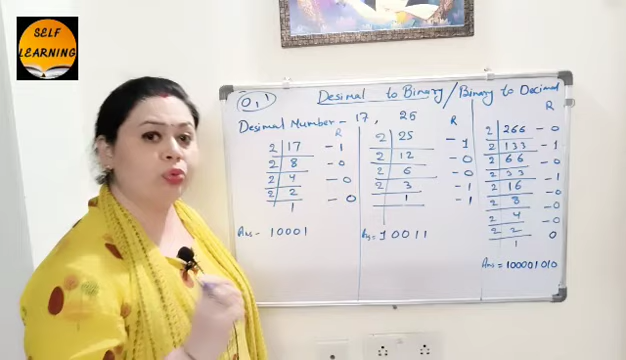 SELF
LEARNING
0, 1 Desimal to Binary / Binary to Decimal
Desimal Number - 17, 25
R
2 17 - 1
2 8 - 0
2 4 - 0
2 2 - 0
1
Ans - 10001
R
2 25 - 1
2 12 - 0
2 6 - 0
2 3 - 1
1 - 1
As = 10011
R
2 266 - 0
2 133 - 1
2 66 - 0
2 33 - 1
2 16 - 0
2 8 - 0
2 4 - 0
2 2 0
1
Ans = 100001010